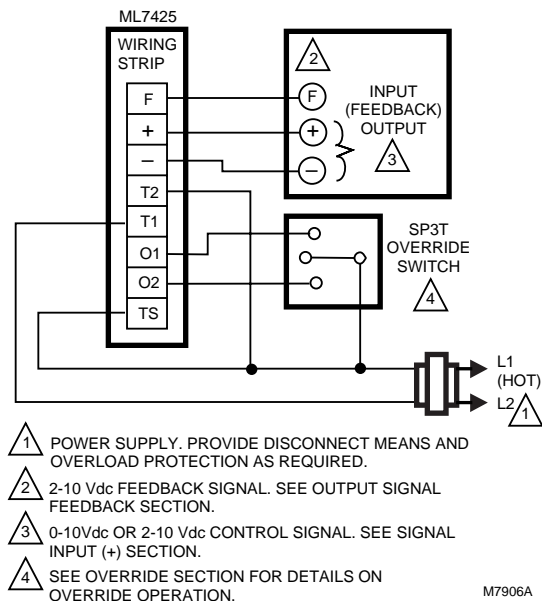 ML7425
WIRING
STRIP
F
+
–
T2
T1
O1
O2
TS
2
F
+
–
INPUT
(FEEDBACK)
OUTPUT
3
SP3T
OVERRIDE
SWITCH
4
L1
(HOT)
L2
1
1 POWER SUPPLY. PROVIDE DISCONNECT MEANS AND
OVERLOAD PROTECTION AS REQUIRED.
2 2-10 Vdc FEEDBACK SIGNAL. SEE OUTPUT SIGNAL
FEEDBACK SECTION.
3 0-10Vdc OR 2-10 Vdc CONTROL SIGNAL. SEE SIGNAL
INPUT (+) SECTION.
4 SEE OVERRIDE SECTION FOR DETAILS ON
OVERRIDE OPERATION.
M7906A